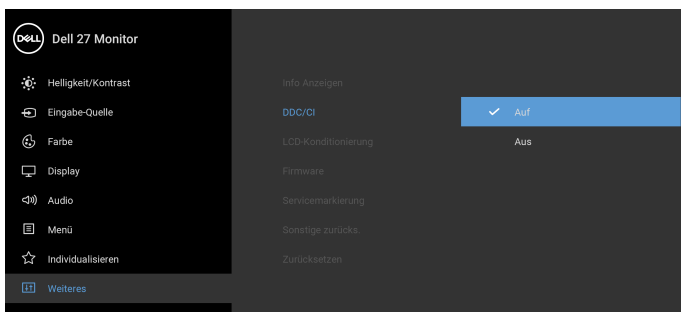 DELL Dell 27 Monitor
Helligkeit/Kontrast
Eingabe-Quelle
Farbe
Display
Audio
Menü
Individualisieren
Weiteres
Info Anzeigen
DDC/CI
LCD-Konditionierung
Firmware
Servicemarkierung
Sonstige zurücks.
Zurücksetzen
Auf
Aus